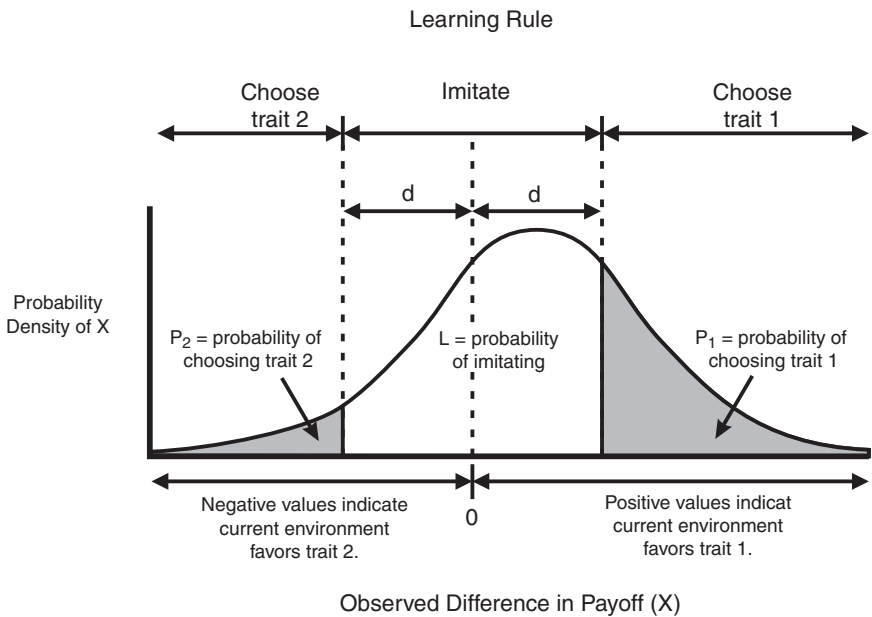 Learning Rule
Choose
trait 2
Imitate
Choose
trait 1
d
d
Probability
Density of X
P2 = probability of
choosing trait 2
L = probability
of imitating
P1 = probability of
choosing trait 1
Negative values indicate
current environment
favors trait 2.
0
Positive values indicat
current environment
favors trait 1.
Observed Difference in Payoff (X)